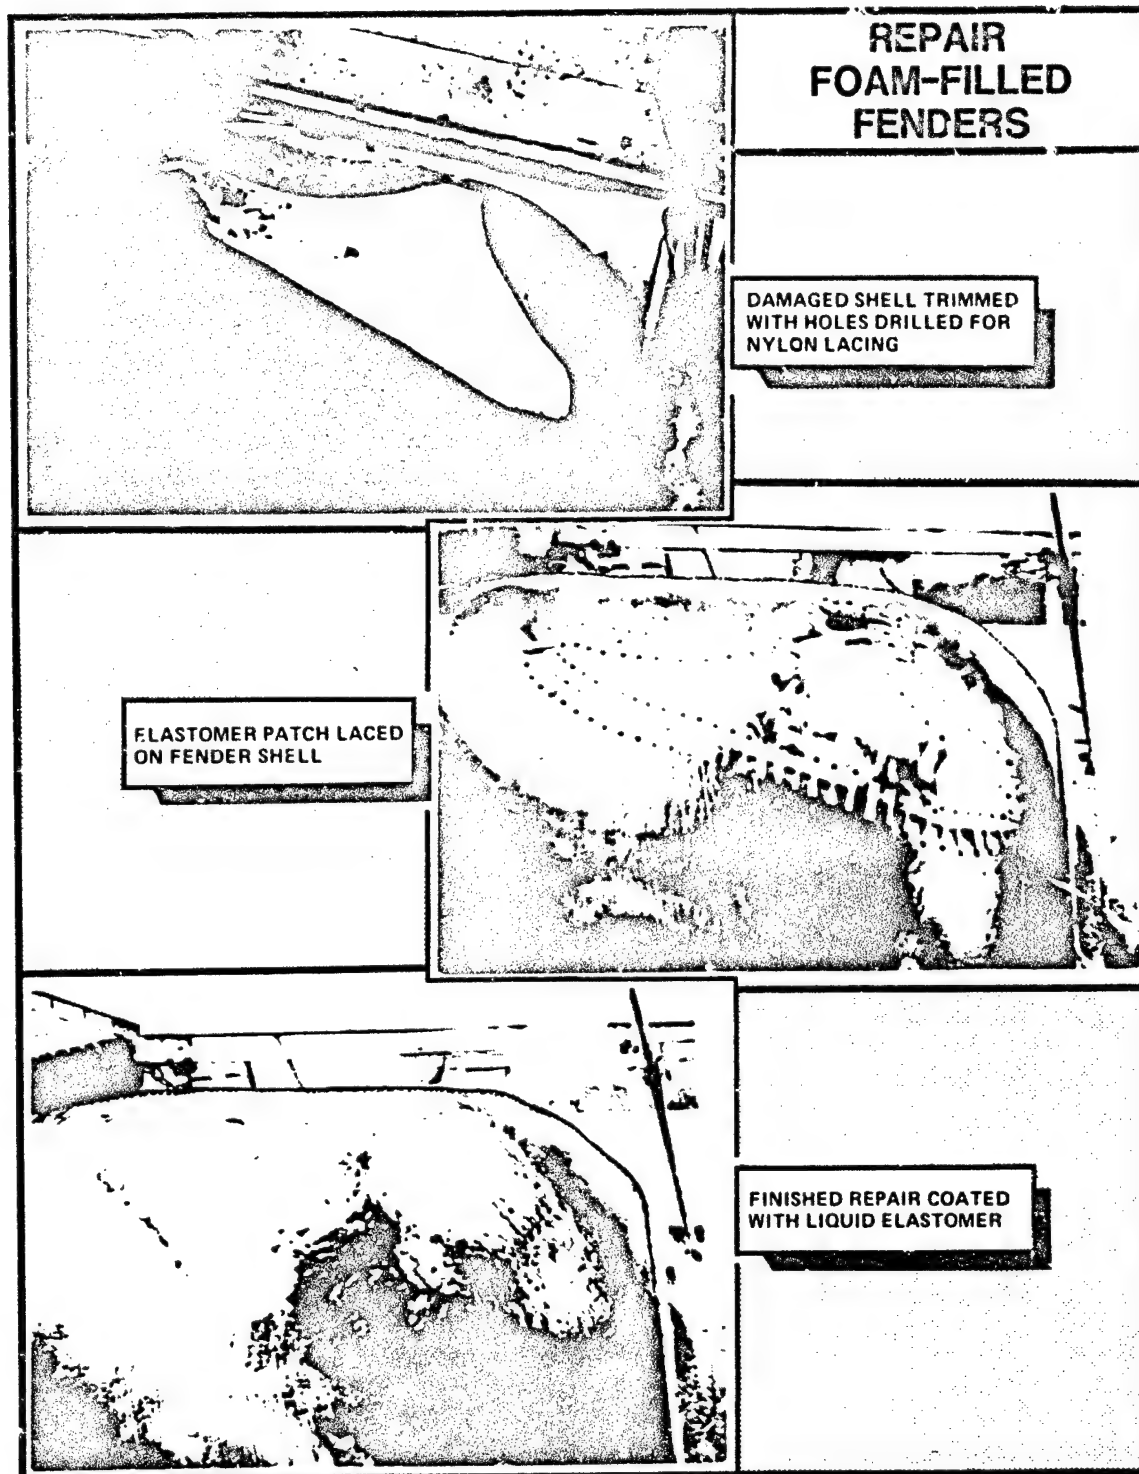 REPAIR
FOAM-FILLED
FENDERS
DAMAGED SHELL TRIMMED
WITH HOLES DRILLED FOR
NYLON LACING
ELASTOMER PATCH LACED
ON FENDER SHELL
FINISHED REPAIR COATED
WITH LIQUID ELASTOMER